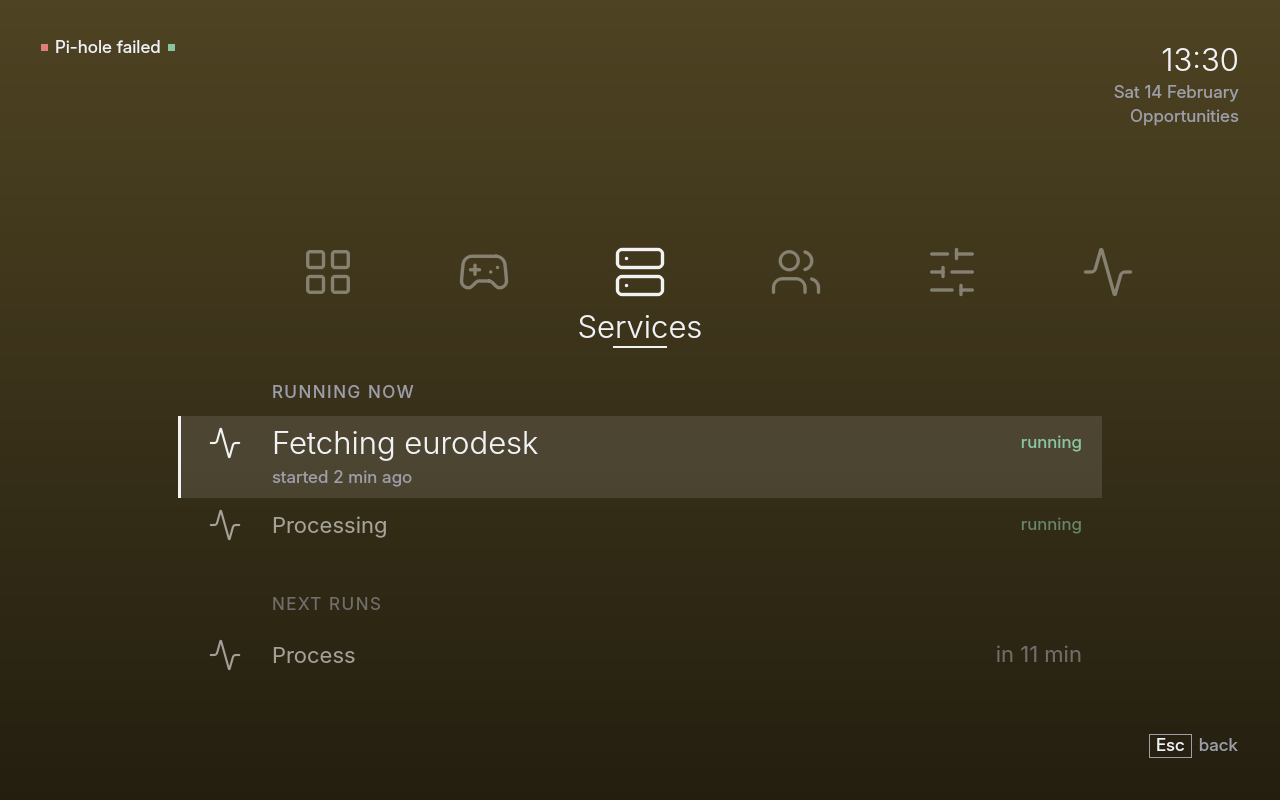 Pi-hole failed
13:30
Sat 14 February
Opportunities
Services
RUNNING NOW
Fetching eurodesk
running
started 2 min ago
Processing
running
NEXT RUNS
Process
in 11 min
Esc back